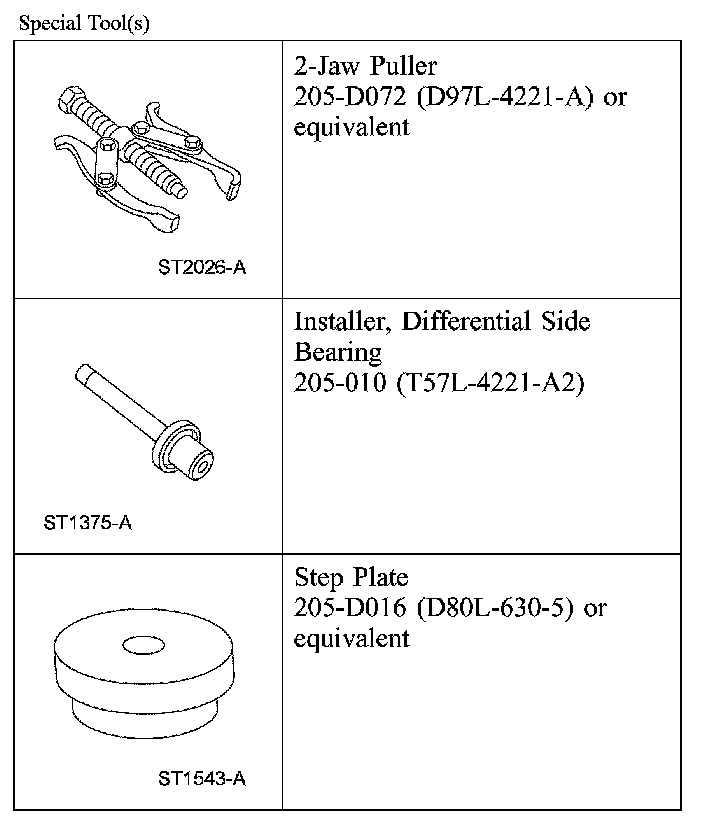 Special Tool(s)
2-Jaw Puller
205-D072 (D97L-4221-A) or
equivalent
ST2026-A
Installer, Differential Side
Bearing
205-010 (T57L-4221-A2)
ST1375-A
Step Plate
205-D016 (D80L-630-5) or
equivalent
ST1543-A